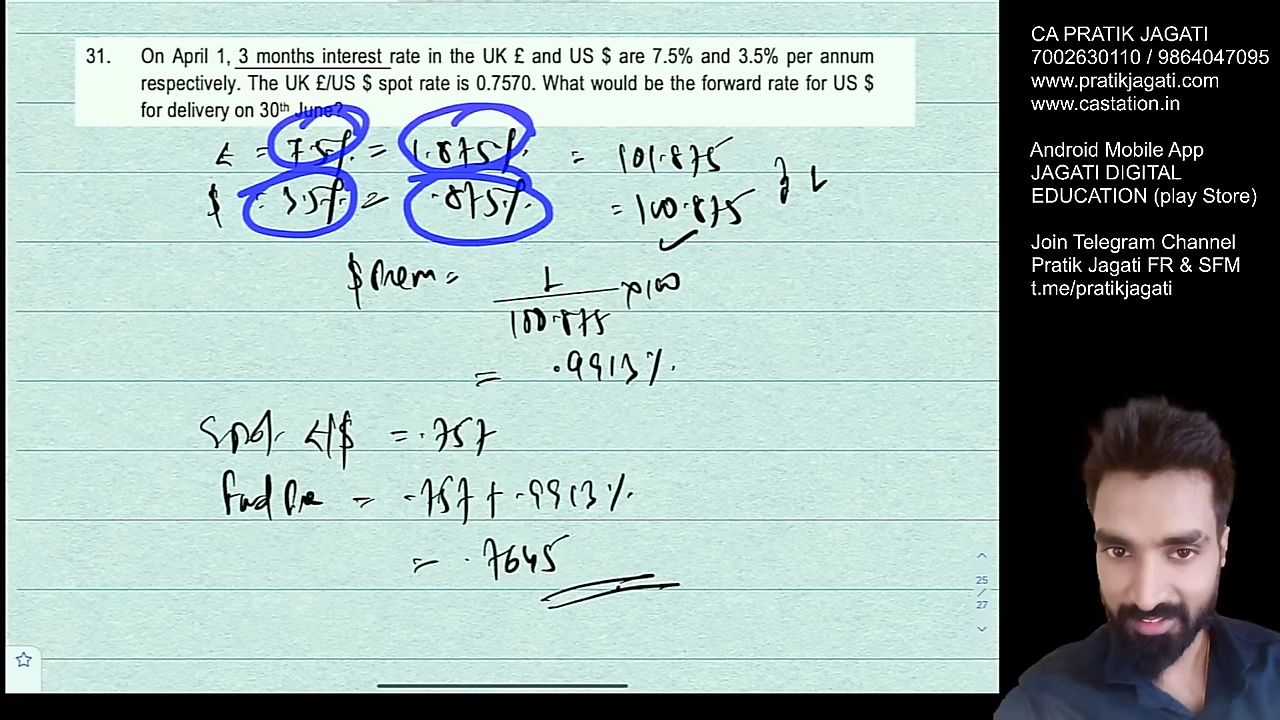 31. On April 1, 3 months interest rate in the UK £ and US $ are 7.5% and 3.5% per annum
respectively. The UK £/US $ spot rate is 0.7570. What would be the forward rate for US $
for delivery on 30th June?
£ = 7.5% = 1.875% = 101.875
$ = 3.5% = .875% = 100.875 } 1
$ Prem = 1 / 100.875 × 100
= .9913%
Spot £/$ = .757
Fwd = .757 + .9913%
= .7645
CA PRATIK JAGATI
7002630110 / 9864047095
www.pratikjagati.com
www.castation.in
Android Mobile App
JAGATI DIGITAL
EDUCATION (play Store)
Join Telegram Channel
Pratik Jagati FR & SFM
t.me/pratikjagati
25
/
27